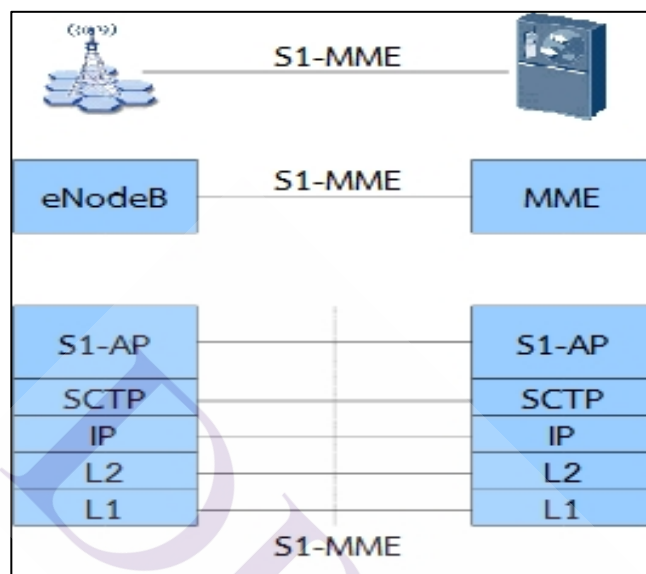 S1-MME
eNodeB S1-MME MME
S1-AP S1-AP
SCTP SCTP
IP IP
L2 L2
L1 L1
S1-MME